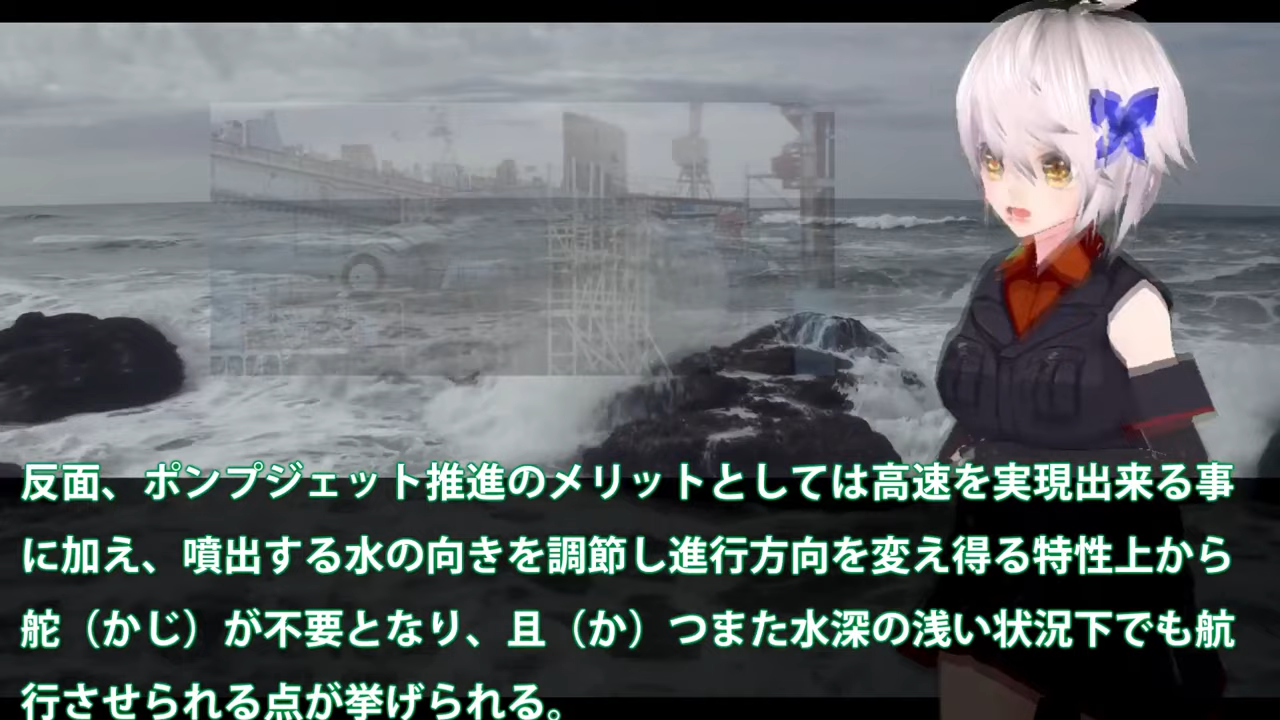 反面、ポンプジェット推進のメリットとしては高速を実現出来る事
に加え、噴出する水の向きを調節し進行方向を変え得る特性上から
舵（かじ）が不要となり、且（か）つまた水深の浅い状況下でも航
行させられる点が挙げられる。